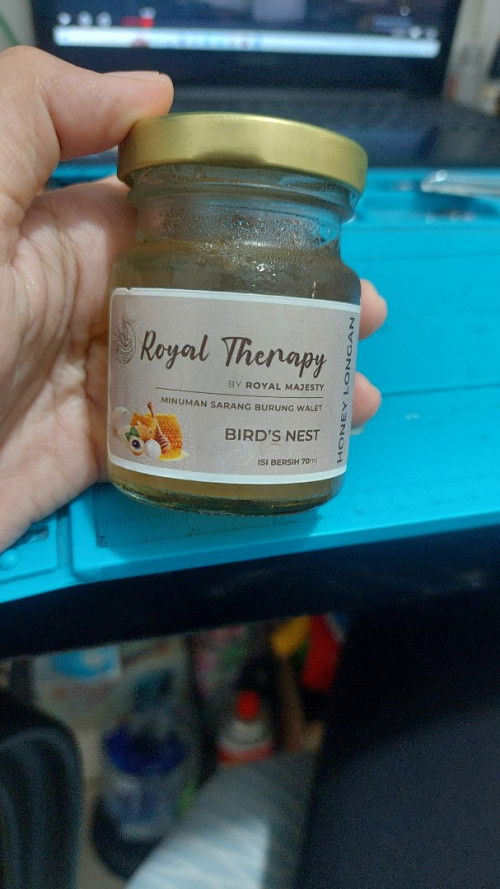 Royal Therapy
BY ROYAL MAJESTY
MINUMAN SARANG BURUNG WALET
BIRD'S NEST
ISI BERSIH 70ml
HONEY LONGAN